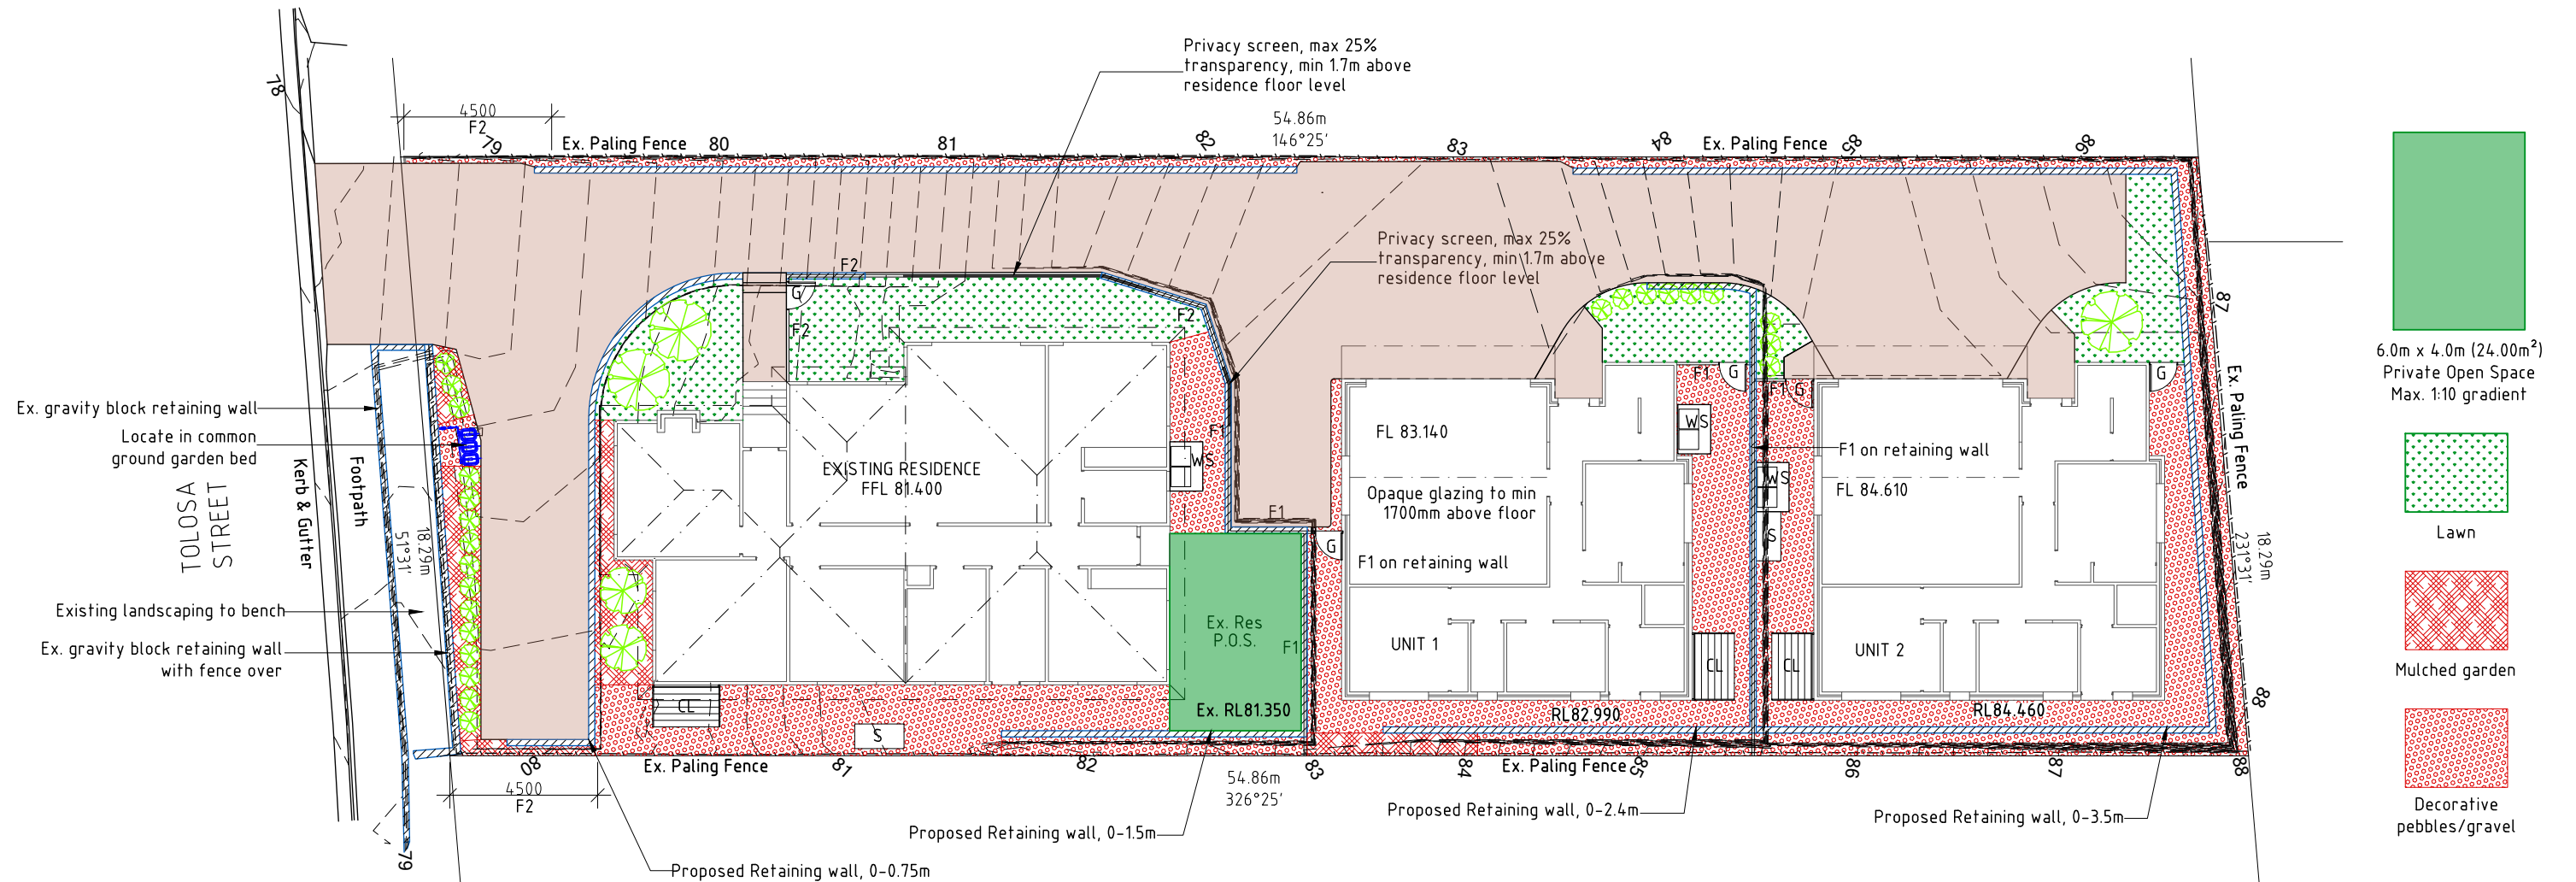 Privacy screen, max 25%
transparency, min 1.7m above
residence floor level
78
4500
F2
79
Ex. Paling Fence
80
81
82
54.86m
146°25'
83
84
Ex. Paling Fence
85
86
Privacy screen, max 25%
transparency, min 1.7m above
residence floor level
F2
G
F2
F2
87
Ex. Paling Fence
6.0m x 4.0m (24.00m²)
Private Open Space
Max. 1:10 gradient
Ex. gravity block retaining wall
Locate in common
ground garden bed
Kerb & Gutter
Footpath
TOLOSA
STREET
18.29m
51°31'
EXISTING RESIDENCE
FFL 81.400
F1
WS
FL 83.140
F1
G
WS
F1
G
G
F1 on retaining wall
WS
FL 84.610
S
Opaque glazing to min
1700mm above floor
F1
G
F1 on retaining wall
Lawn
18.29m
231°31'
Existing landscaping to bench
Ex. gravity block retaining wall
with fence over
Ex. Res
P.O.S.
F1
UNIT 1
CL
CL
UNIT 2
Mulched garden
CL
S
Ex. RL81.350
RL82.990
RL84.460
88
80
Ex. Paling Fence
81
82
83
84
Ex. Paling Fence
85
86
87
88
4500
F2
54.86m
326°25'
79
Proposed Retaining wall, 0-0.75m
Proposed Retaining wall, 0-1.5m
Proposed Retaining wall, 0-2.4m
Proposed Retaining wall, 0-3.5m
Decorative
pebbles/gravel